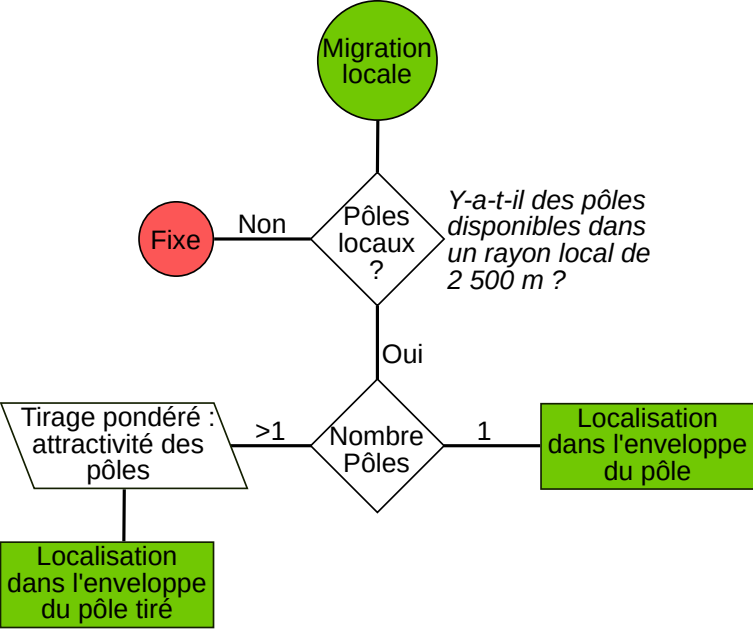 Migration
locale
Y-a-t-il des pôles
disponibles dans
un rayon local de
2 500 m ?
Pôles
locaux
?
Non
Fixe
Oui
Nombre
Pôles
>1
1
Tirage pondéré :
attractivité des
pôles
Localisation
dans l'enveloppe
du pôle
Localisation
dans l'enveloppe
du pôle tiré